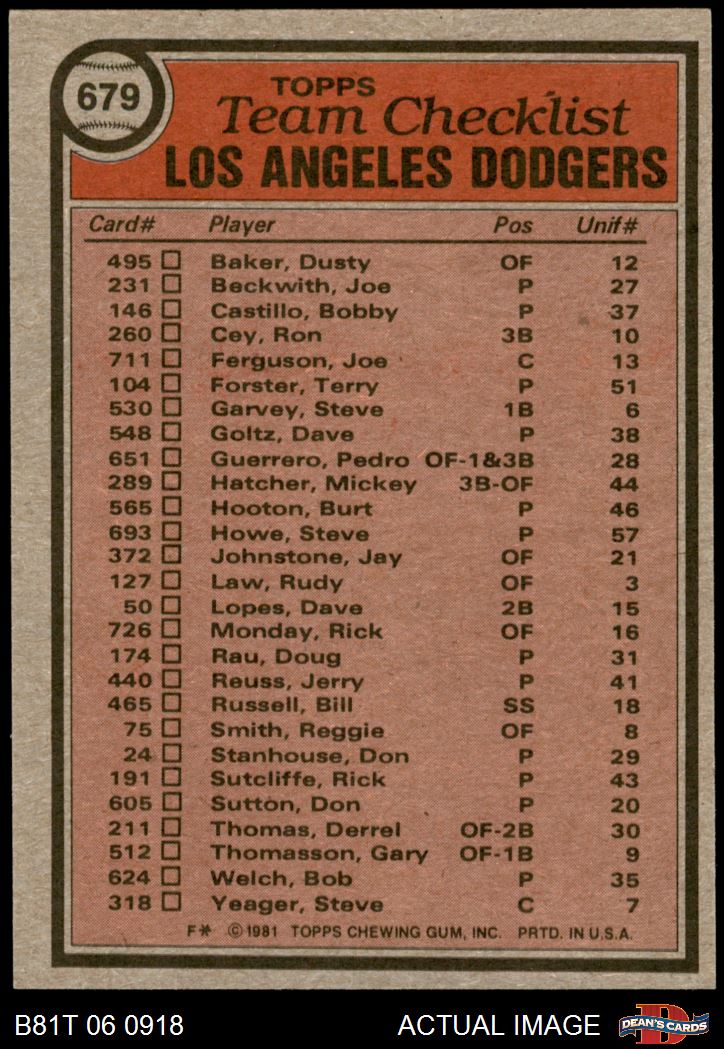 679
TOPPS
Team Checklist
LOS ANGELES DODGERS
Card# Player Pos Unif#
495 Baker, Dusty OF 12
231 Beckwith, Joe P 27
146 Castillo, Bobby P 37
260 Cey, Ron 3B 10
711 Ferguson, Joe C 13
104 Forster, Terry P 51
530 Garvey, Steve 1B 6
548 Goltz, Dave P 38
651 Guerrero, Pedro OF-1&3B 28
289 Hatcher, Mickey 3B-OF 44
565 Hooton, Burt P 46
693 Howe, Steve P 57
372 Johnstone, Jay OF 21
127 Law, Rudy OF 3
50 Lopes, Dave 2B 15
726 Monday, Rick OF 16
174 Rau, Doug P 31
440 Reuss, Jerry P 41
465 Russell, Bill SS 18
75 Smith, Reggie OF 8
24 Stanhouse, Don P 29
191 Sutcliffe, Rick P 43
605 Sutton, Don P 20
211 Thomas, Derrel OF-2B 30
512 Thomasson, Gary OF-1B 9
624 Welch, Bob P 35
318 Yeager, Steve C 7
F* © 1981 TOPPS CHEWING GUM, INC. PRTD. IN U.S.A.
B81T 06 0918 ACTUAL IMAGE
D
DEAN'S CARDS